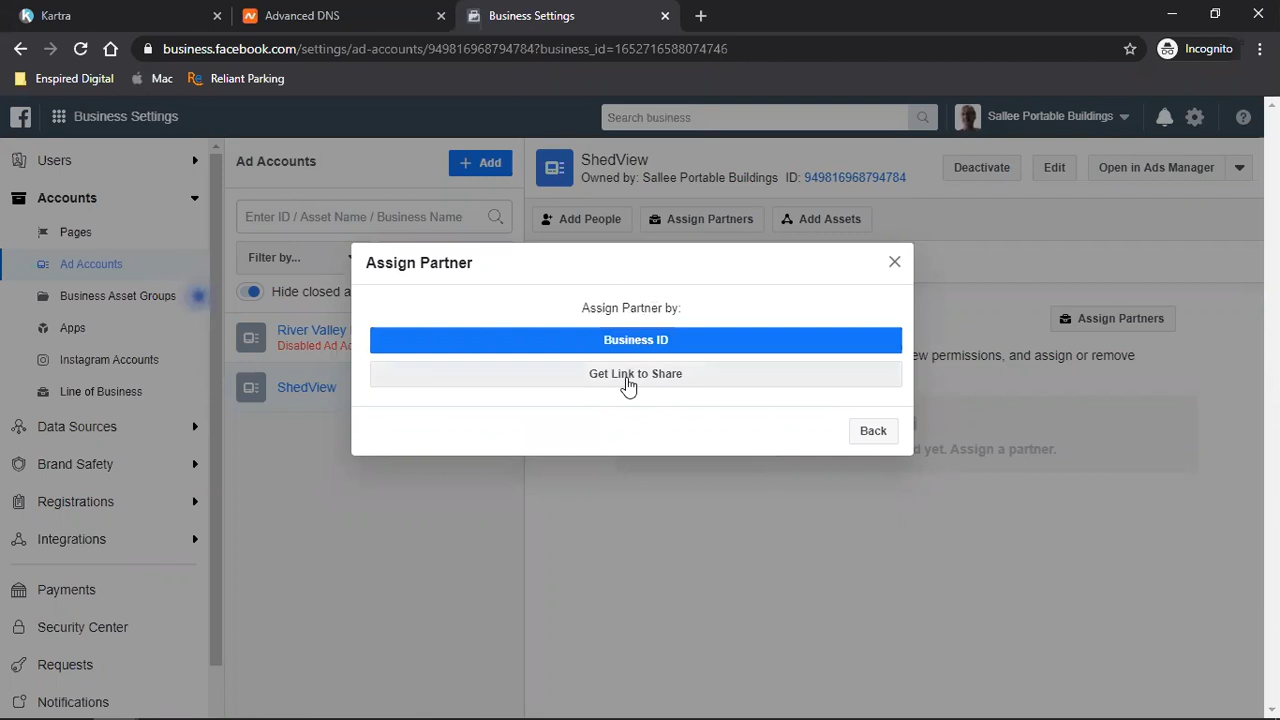 Kartra
Advanced DNS
Business Settings
business.facebook.com/settings/ad-accounts/949816968794784?business_id=1652716588074746
Incognito
Enspired Digital
Mac
Reliant Parking
Business Settings
Search business
Sallee Portable Buildings
Users
Accounts
Pages
Ad Accounts
Business Asset Groups
Apps
Instagram Accounts
Line of Business
Data Sources
Brand Safety
Registrations
Integrations
Payments
Security Center
Requests
Notifications
Ad Accounts
+ Add
Enter ID / Asset Name / Business Name
Filter by...
Hide closed a
River Valley
Disabled Ad Ac
ShedView
ShedView
Owned by: Sallee Portable Buildings ID: 949816968794784
Deactivate
Edit
Open in Ads Manager
Add People
Assign Partners
Add Assets
Assign Partners
ew permissions, and assign or remove
d yet. Assign a partner.
Assign Partner
Assign Partner by:
Business ID
Get Link to Share
Back